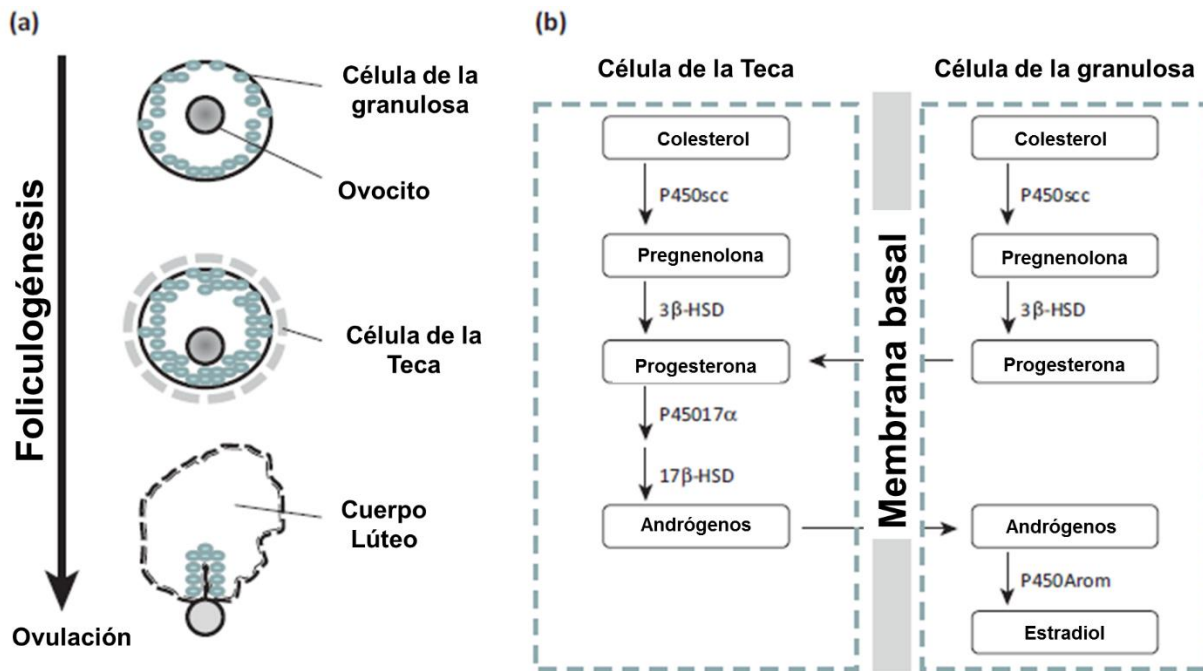 (a)
Célula de la
granulosa
Ovocito
Foliculogénesis
Célula de la
Teca
Cuerpo
Lúteo
Ovulación
(b)
Célula de la Teca
Colesterol
P450scc
Pregnenolona
3β-HSD
Progesterona
P45017α
17β-HSD
Andrógenos
Membrana basal
Célula de la granulosa
Colesterol
P450scc
Pregnenolona
3β-HSD
Progesterona
Andrógenos
P450Arom
Estradiol